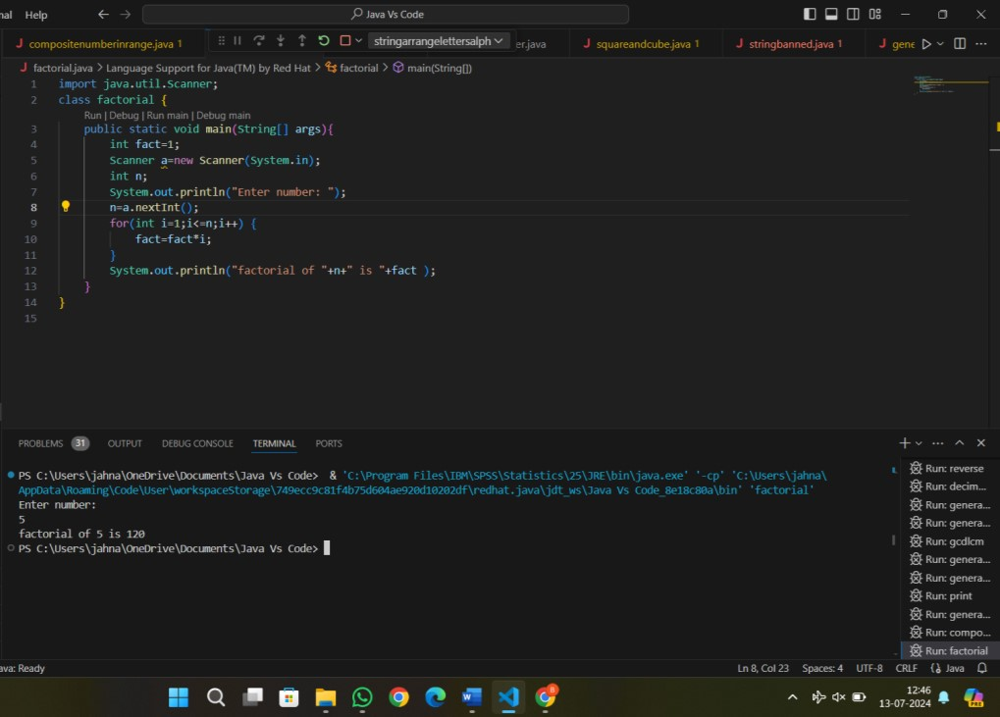 nal Help Java Vs Code
compositenumberinrange.java 1 stringarrangelettersalph er.java squareandcube.java 1 stringbanned.java 1 gene
factorial.java > Language Support for Java(TM) by Red Hat > factorial > main(String[])
1 import java.util.Scanner;
2 class factorial {
Run | Debug | Run main | Debug main
3 public static void main(String[] args){
4 int fact=1;
5 Scanner a=new Scanner(System.in);
6 int n;
7 System.out.println("Enter number: ");
8 n=a.nextInt();
9 for(int i=1;i<=n;i++) {
10 fact=fact*i;
11 }
12 System.out.println("factorial of "+n+" is "+fact );
13 }
14 }
15
PROBLEMS 31 OUTPUT DEBUG CONSOLE TERMINAL PORTS
PS C:\Users\jahna\OneDrive\Documents\Java Vs Code> & 'C:\Program Files\IBM\SPSS\Statistics\25\JRE\bin\java.exe' '-cp' 'C:\Users\jahna\
AppData\Roaming\Code\User\workspaceStorage\749ecc9c81f4b75d604ae920d10202df\redhat.java\jdt_ws\Java Vs Code_8e18c80a\bin' 'factorial'
Enter number:
5
factorial of 5 is 120
PS C:\Users\jahna\OneDrive\Documents\Java Vs Code>
Run: reverse
Run: decim...
Run: genera...
Run: genera...
Run: gcdlcm
Run: genera...
Run: genera...
Run: print
Run: genera...
Run: compo...
Run: factorial
ava: Ready Ln 8, Col 23 Spaces: 4 UTF-8 CRLF {} Java
W 8 12:46 PRE
13-07-2024